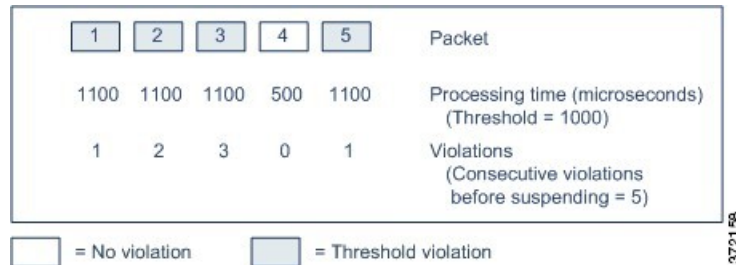 1 2 3 4 5 Packet
1100 1100 1100 500 1100 Processing time (microseconds)
(Threshold = 1000)
1 2 3 0 1 Violations
(Consecutive violations
before suspending = 5)
= No violation = Threshold violation
372159